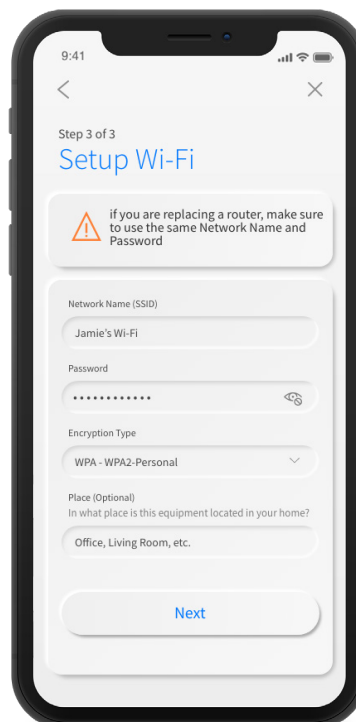 9:41
Step 3 of 3
Setup Wi-Fi
if you are replacing a router, make sure
to use the same Network Name and
Password
Network Name (SSID)
Jamie's Wi-Fi
Password
••••••••••••
Encryption Type
WPA - WPA2-Personal
Place (Optional)
In what place is this equipment located in your home?
Office, Living Room, etc.
Next